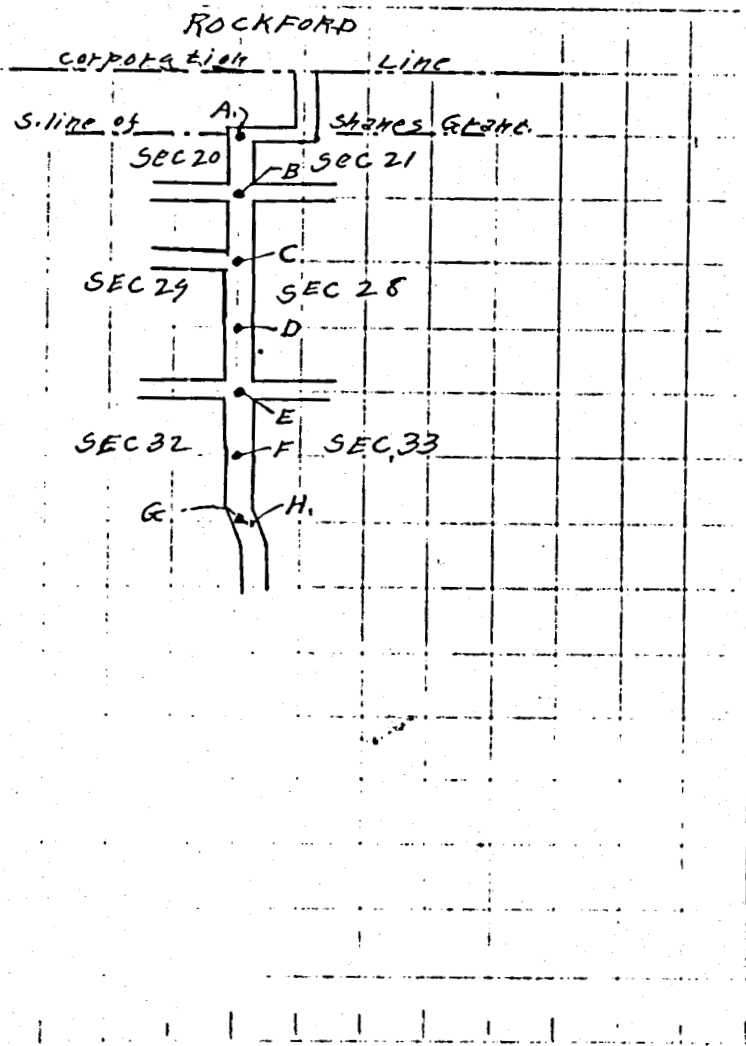 ROCKFORD
corporation Line
A.
S. line of Shanes Grant.
SEC 20 SEC 21
B
C
SEC 29 SEC 28
D
E
SEC 32 F SEC, 33
G H.